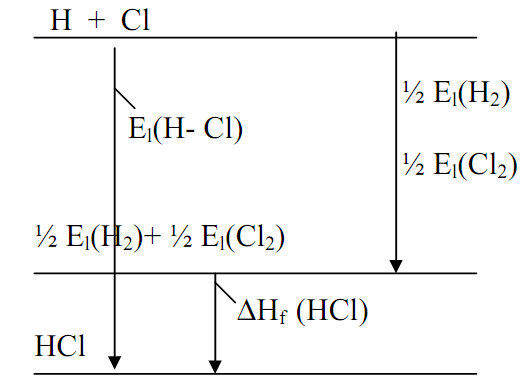 H + Cl
½ Eₗ(H₂)
Eₗ(H- Cl)
½ Eₗ(Cl₂)
½ Eₗ(H₂)+ ½ Eₗ(Cl₂)
ΔH𝒇 (HCl)
HCl